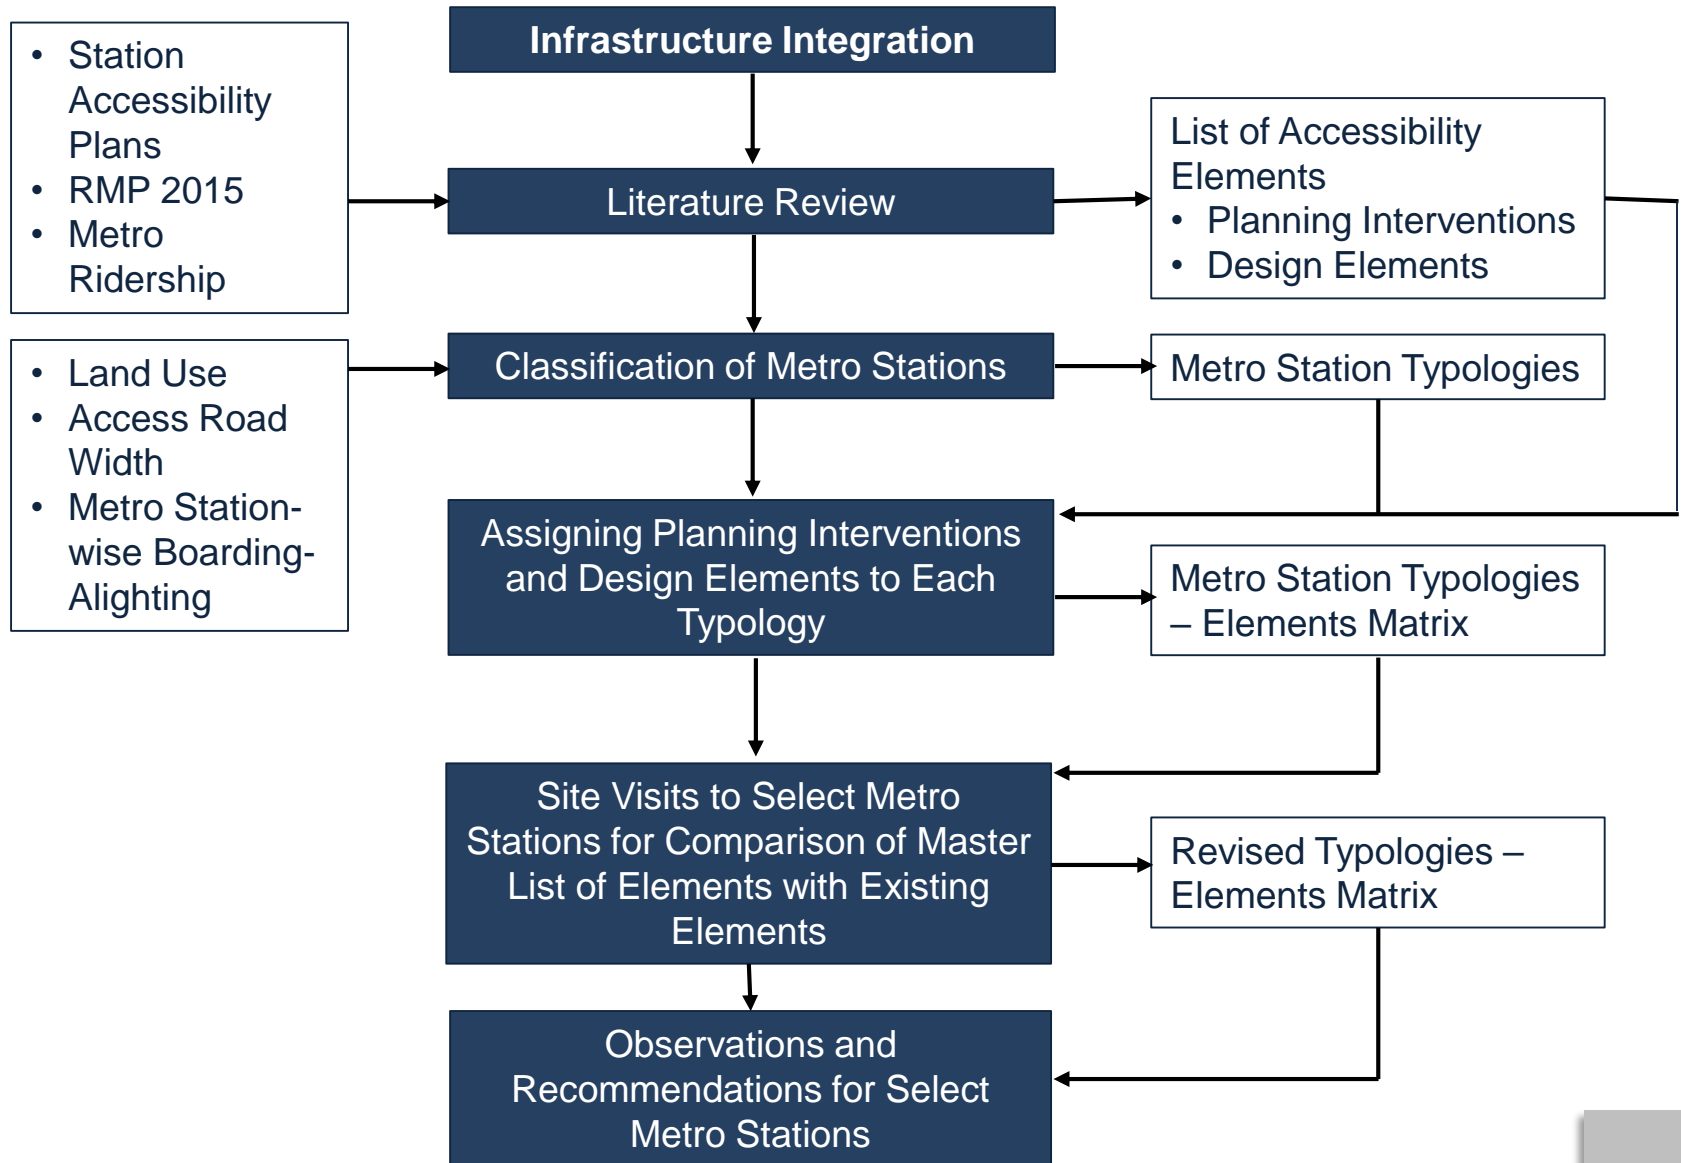 Infrastructure Integration
• Station
Accessibility
Plans
• RMP 2015
• Metro
Ridership
Literature Review
List of Accessibility
Elements
• Planning Interventions
• Design Elements
• Land Use
• Access Road
Width
• Metro Station-
wise Boarding-
Alighting
Classification of Metro Stations
Metro Station Typologies
Assigning Planning Interventions
and Design Elements to Each
Typology
Metro Station Typologies
– Elements Matrix
Site Visits to Select Metro
Stations for Comparison of Master
List of Elements with Existing
Elements
Revised Typologies –
Elements Matrix
Observations and
Recommendations for Select
Metro Stations